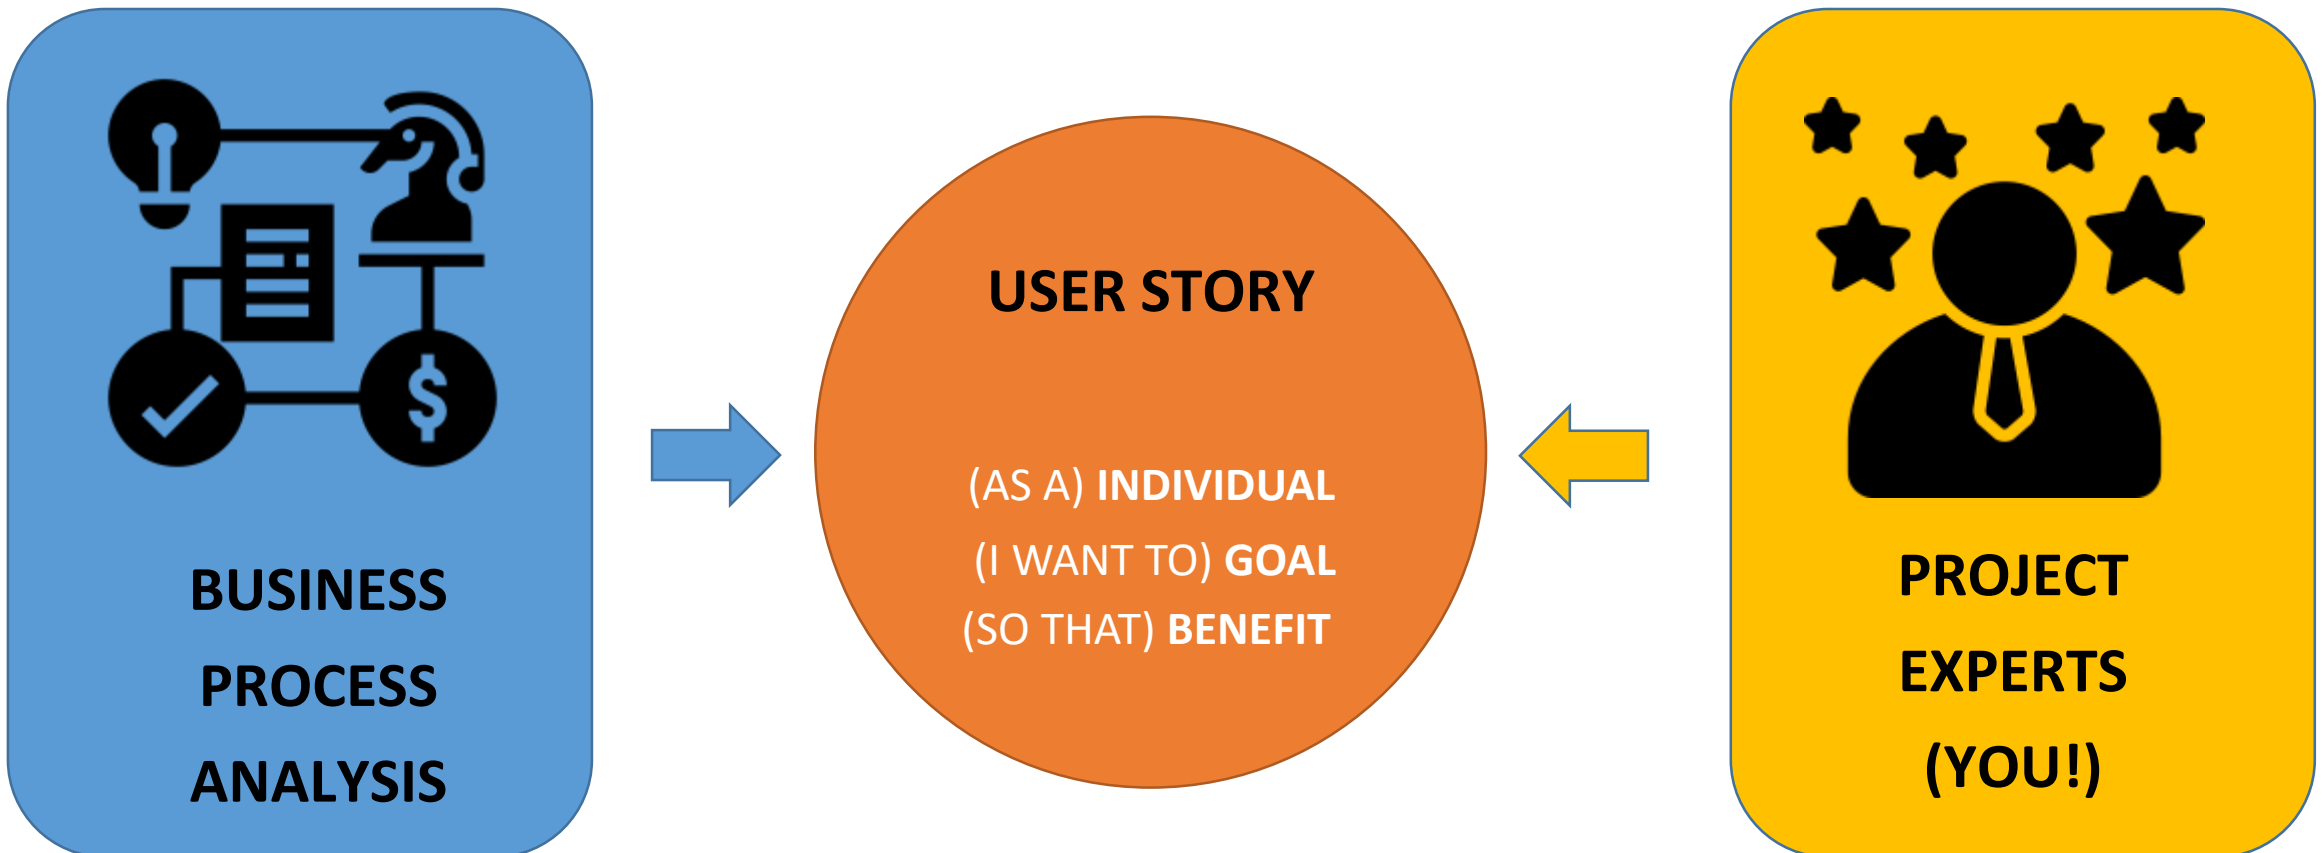 BUSINESS
PROCESS
ANALYSIS
USER STORY
(AS A) INDIVIDUAL
(I WANT TO) GOAL
(SO THAT) BENEFIT
PROJECT
EXPERTS
(YOU!)